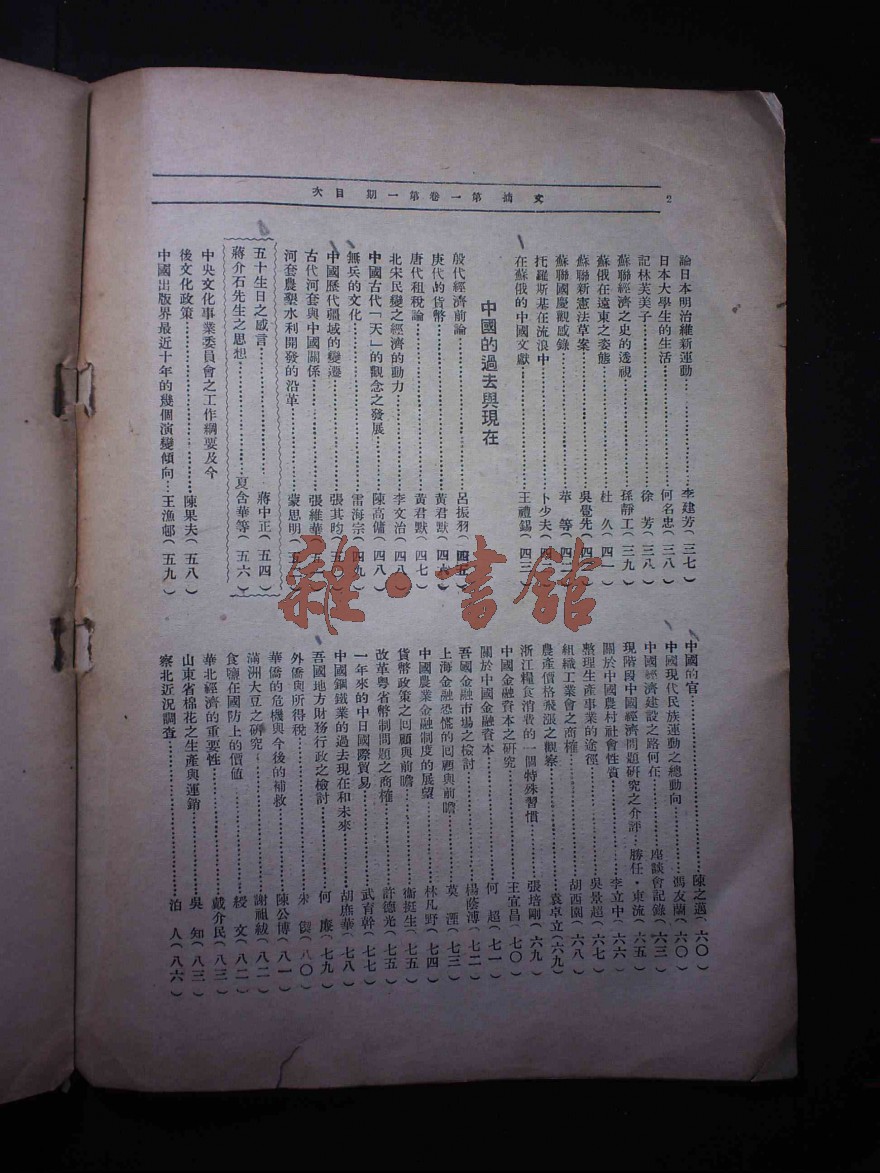 文摘 第一卷第一期 目次
2
論日本明治維新運動⋯⋯李建芳(三七)
日本大學生的生活⋯⋯何名忠(三八)
記林芙美子⋯⋯徐芳(三八)
蘇聯經濟之史的透視⋯⋯孫靜工(三九)
蘇俄在遠東之姿態⋯⋯杜久(四一)
蘇聯新憲法草案⋯⋯吳覺先(四二)
蘇聯國慶觀感錄⋯⋯華等(四二)
托羅斯基在流浪中⋯⋯卜少夫
在蘇俄的中國文獻⋯⋯王禮錫(四三)
中國的過去與現在
殷代經濟前論⋯⋯呂振羽(四五)
庚代的貨幣⋯⋯黃君默(四六)
唐代租稅論⋯⋯黃君默(四七)
北宋民變之經濟的動力⋯⋯李文治(四八)
中國古代「天」的觀念之發展⋯⋯陳高傭(四八)
無兵的文化⋯⋯雷海宗(四九)
中國歷代疆域的變遷⋯⋯張其昀
古代河套與中國關係⋯⋯張維華
河套農墾水利開發的沿革⋯⋯蒙思明
五十生日之感言⋯⋯蔣中正(五四)
蔣介石先生之思想⋯⋯夏含華等(五六)
中央文化事業委員會之工作綱要及今
後文化政策⋯⋯陳果夫(五八)
中國出版界最近十年的幾個演變傾向⋯⋯王漁邨(五九)
中國的官⋯⋯陳之邁(六〇)
中國現代民族運動之總動向⋯⋯馮友蘭(六〇)
中國經濟建設之路何在⋯⋯座談會記錄(六三)
現階段中國經濟問題研究之介評⋯⋯勝任・東流(六五)
關於中國農村社會性質⋯⋯李立中(六六)
整理生產事業的途徑⋯⋯吳景超(六七)
組織工業會之商榷⋯⋯胡西園(六八)
農產價格飛漲之觀察⋯⋯袁卓立(六九)
浙江糧食消費的一個特殊習慣⋯⋯張培剛(六九)
中國金融資本之研究⋯⋯王宜昌(七〇)
關於中國金融資本⋯⋯何超(七一)
吾國金融市場之檢討⋯⋯楊蔭溥(七二)
上海金融恐慌的回顧與前瞻⋯⋯莫湮(七三)
中國農業金融制度的展望⋯⋯林凡野(七四)
貨幣政策之回顧與前瞻⋯⋯衞挺生(七五)
改革粵省幣制問題之商榷⋯⋯許德光(七五)
一年來的中日國際貿易⋯⋯武育幹(七七)
中國鋼鐵業的過去現在和未來⋯⋯胡庶華(七八)
吾國地方財務行政之檢討⋯⋯何廉(七九)
外僑與所得稅⋯⋯朱偰(八〇)
華僑的危機與今後的補救⋯⋯陳公博(八一)
滿洲大豆之研究⋯⋯謝祖紱(八二)
食鹽在國防上的價值⋯⋯綬文(八二)
華北經濟的重要性⋯⋯戴介民(八三)
山東省棉花之生產與運銷⋯⋯吳知(八三)
察北近況調查⋯⋯泊人(八六)
雜・書館